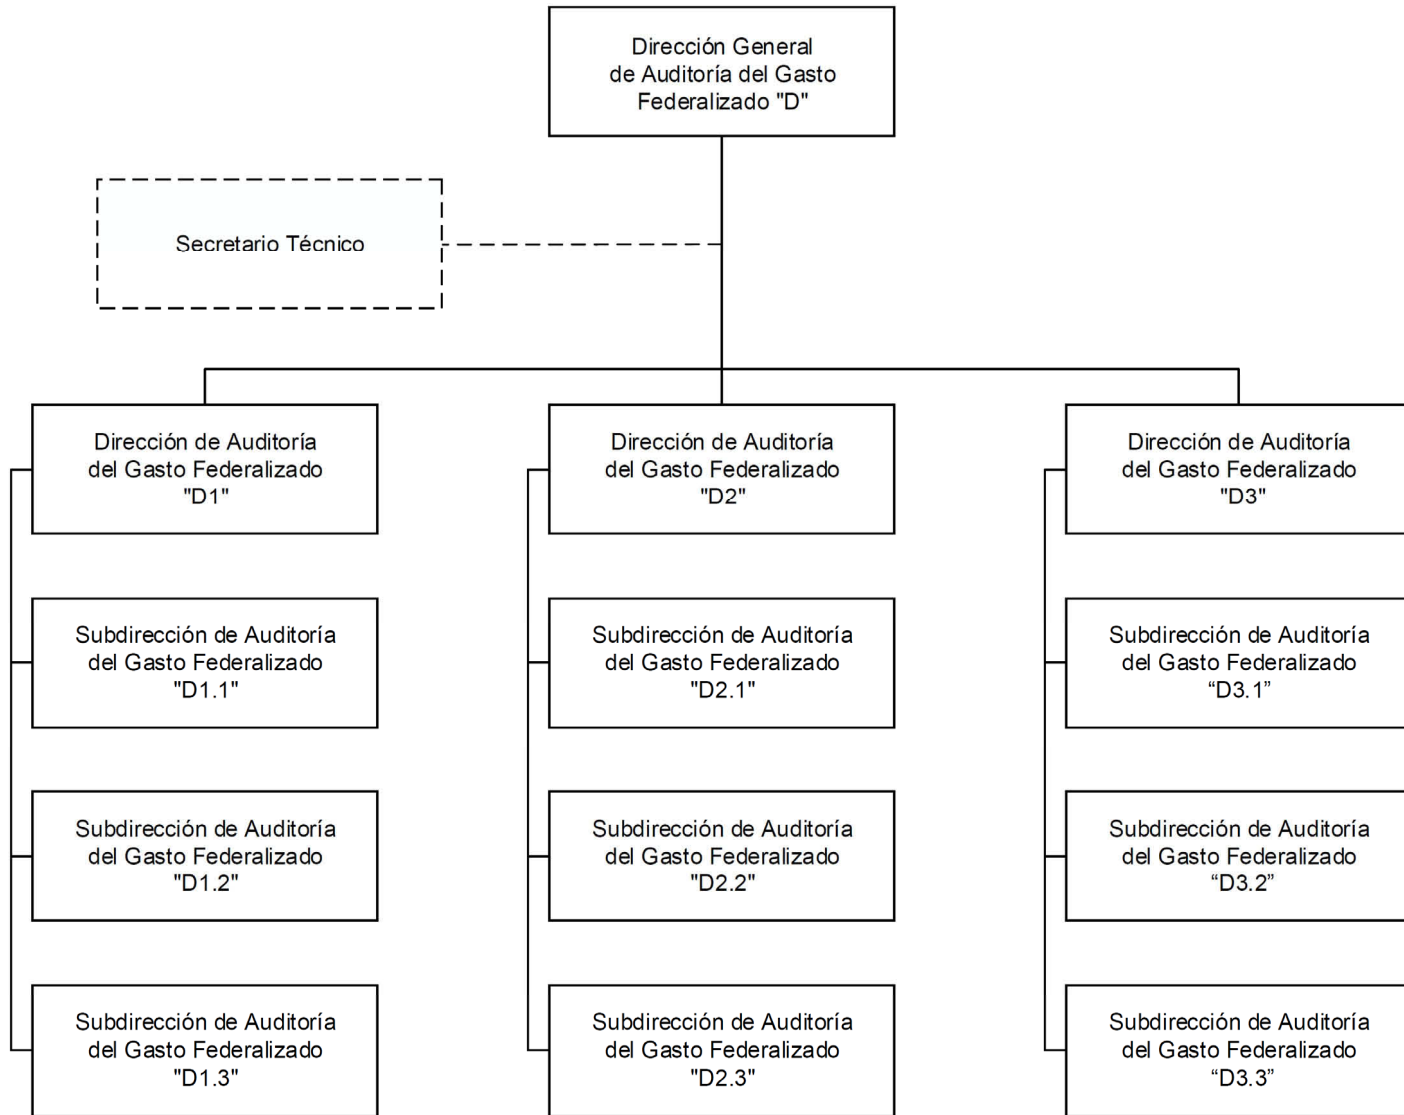 Dirección General
de Auditoría del Gasto
Federalizado "D"
Secretario Técnico
Dirección de Auditoría
del Gasto Federalizado
"D1"
Dirección de Auditoría
del Gasto Federalizado
"D2"
Dirección de Auditoría
del Gasto Federalizado
"D3"
Subdirección de Auditoría
del Gasto Federalizado
"D1.1"
Subdirección de Auditoría
del Gasto Federalizado
"D2.1"
Subdirección de Auditoría
del Gasto Federalizado
“D3.1”
Subdirección de Auditoría
del Gasto Federalizado
"D1.2"
Subdirección de Auditoría
del Gasto Federalizado
"D2.2"
Subdirección de Auditoría
del Gasto Federalizado
“D3.2”
Subdirección de Auditoría
del Gasto Federalizado
"D1.3"
Subdirección de Auditoría
del Gasto Federalizado
"D2.3"
Subdirección de Auditoría
del Gasto Federalizado
“D3.3”